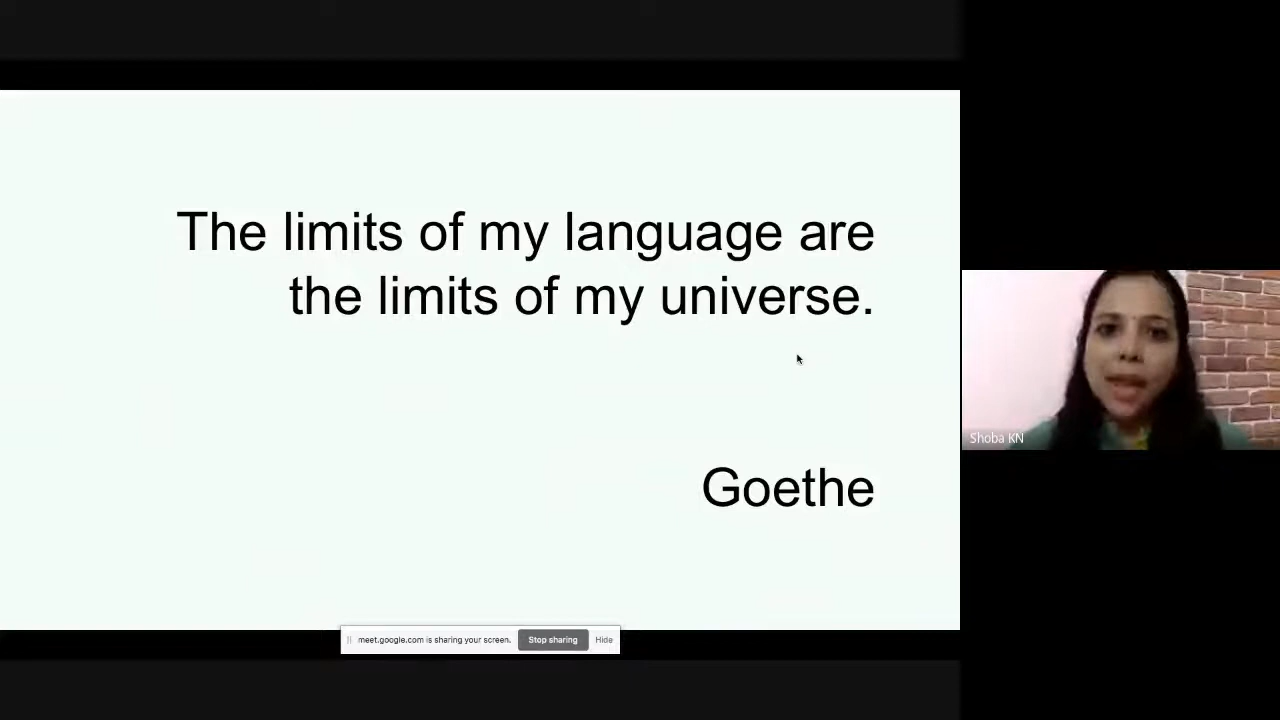 The limits of my language are
the limits of my universe.
Goethe
Shoba KN
meet.google.com is sharing your screen. Stop sharing Hide